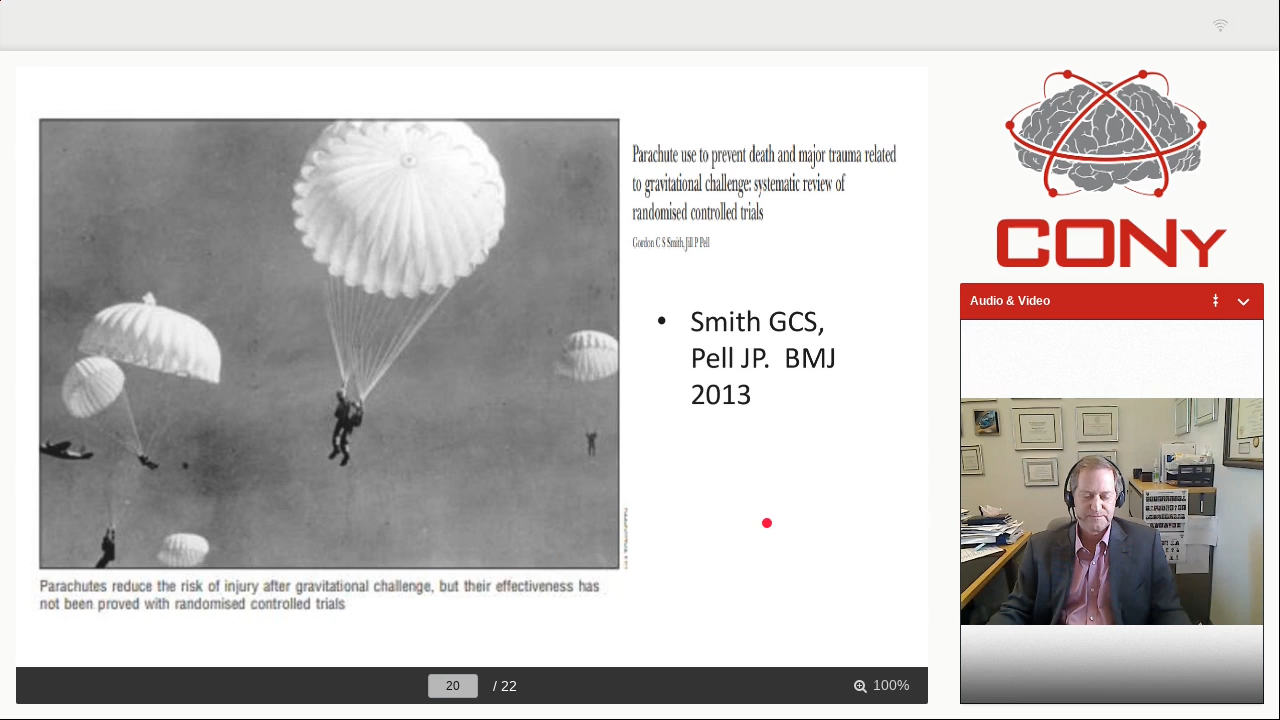 Parachute use to prevent death and major trauma related
to gravitational challenge: systematic review of
randomised controlled trials
Gordon C S Smith, Jill P Pell
• Smith GCS,
Pell JP. BMJ
2013
Parachutes reduce the risk of injury after gravitational challenge, but their effectiveness has
not been proved with randomised controlled trials
20 / 22
100%
CONy
Audio & Video